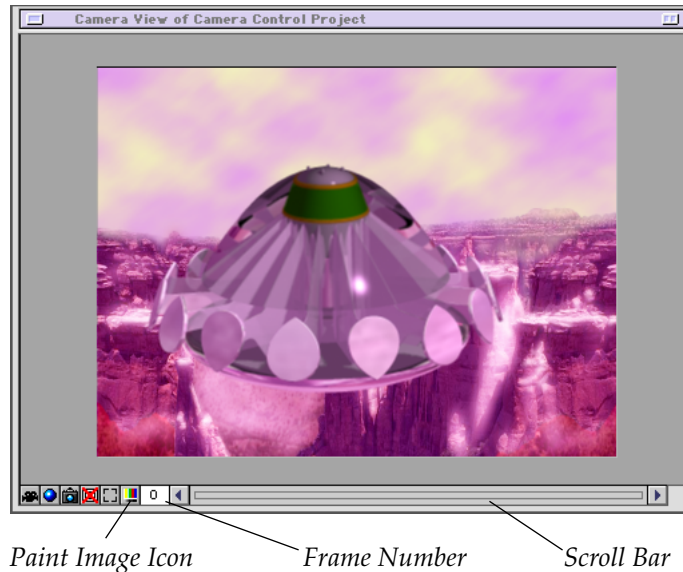 Camera View of Camera Control Project
0
Paint Image Icon
Frame Number
Scroll Bar